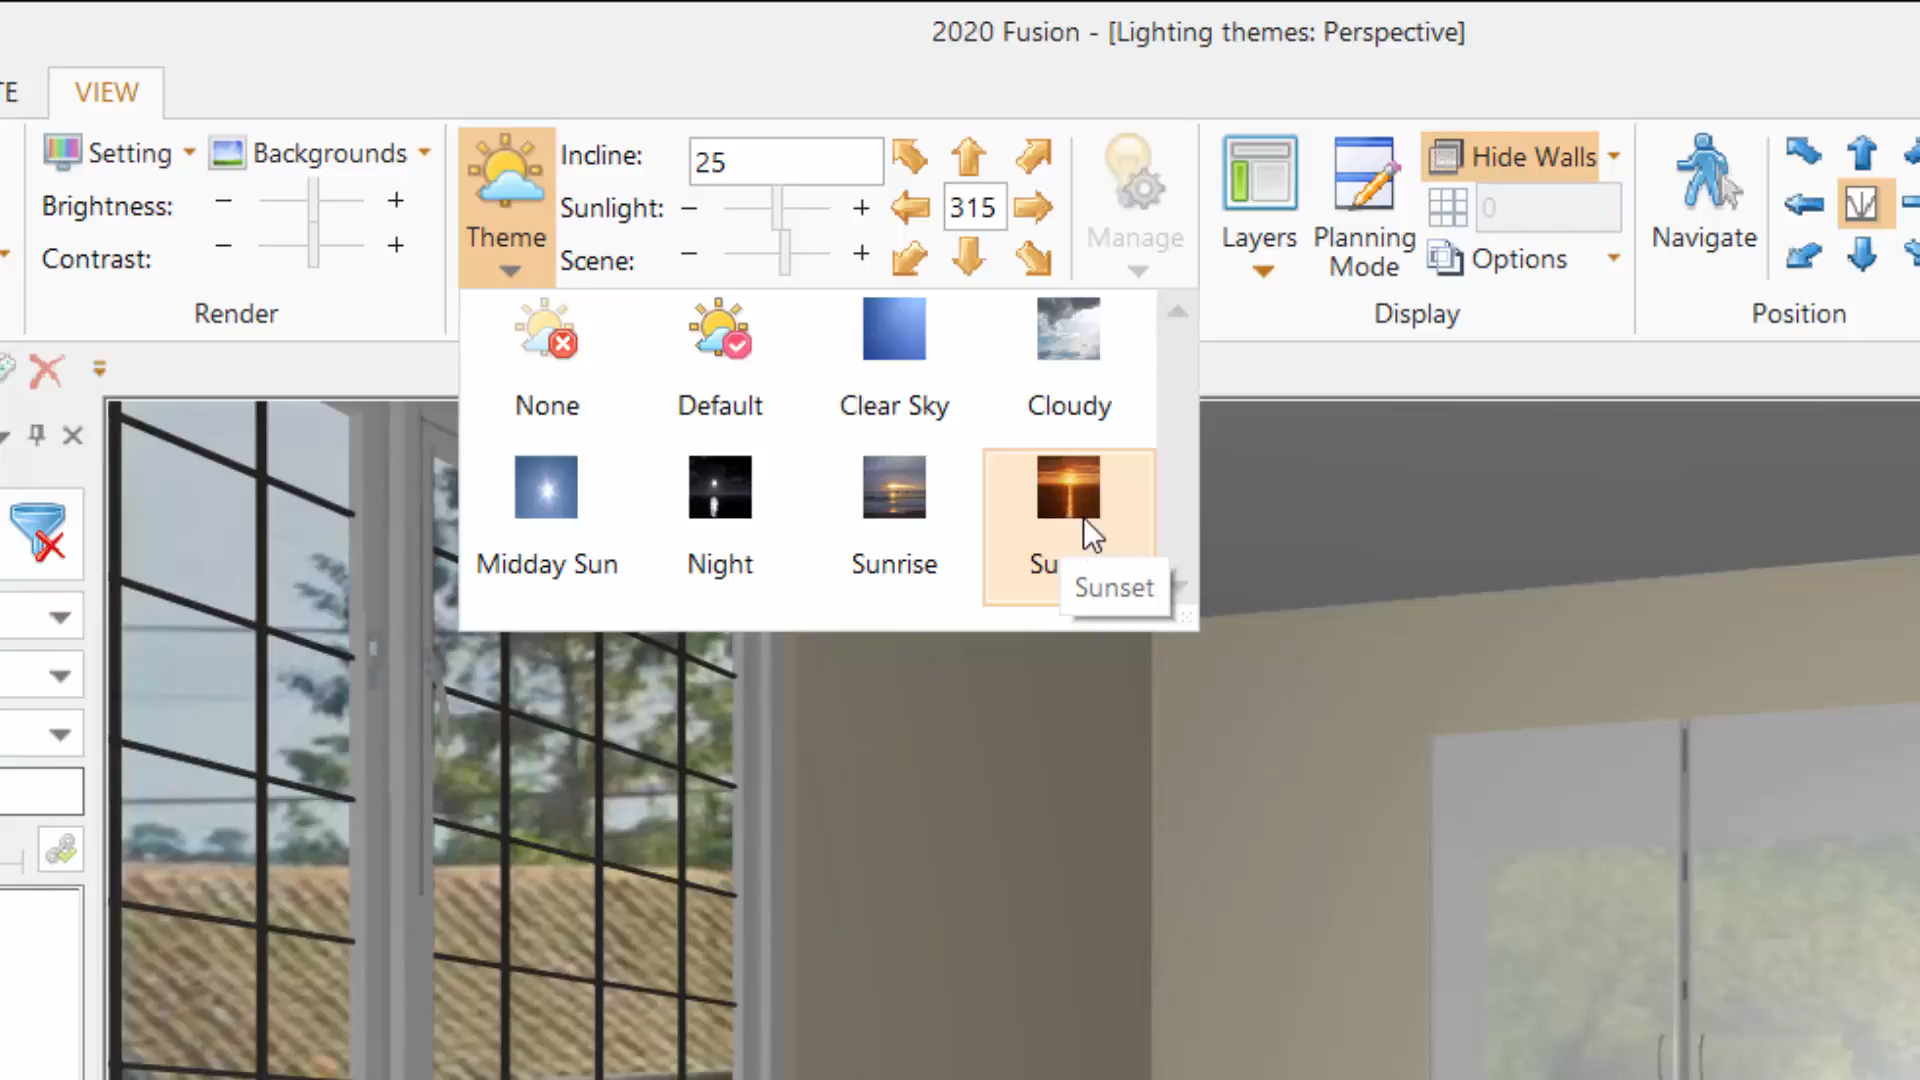 2020 Fusion - [Lighting themes: Perspective]
TE
VIEW
Setting
Backgrounds
Brightness:
Contrast:
Render
Theme
Incline:
25
Sunlight:
315
Scene:
Manage
Layers
Planning
Mode
Hide Walls
0
Options
Display
Navigate
Position
None
Default
Clear Sky
Cloudy
Midday Sun
Night
Sunrise
Su
Sunset